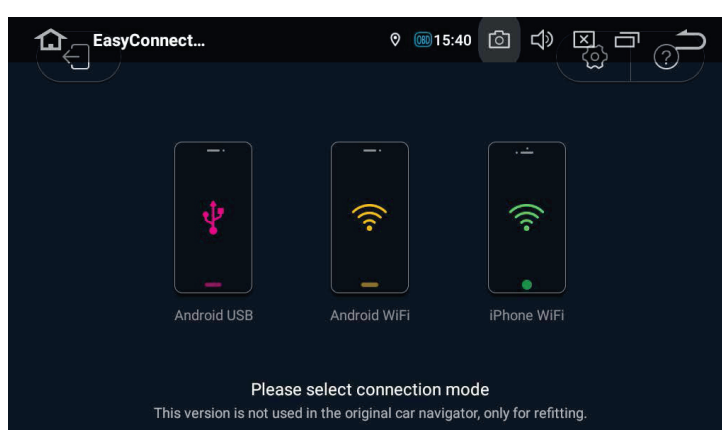 EasyConnect...
OBD 15:40
Android USB
Android WiFi
iPhone WiFi
Please select connection mode
This version is not used in the original car navigator, only for refitting.